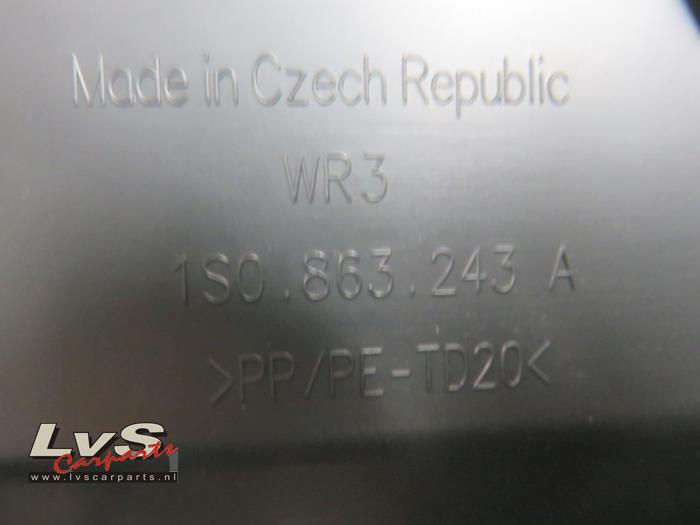 Made in Czech Republic
WR3
1S0.863.243 A
>PP/PE-TD20<
LvS
Carparts
www.lvscarparts.nl